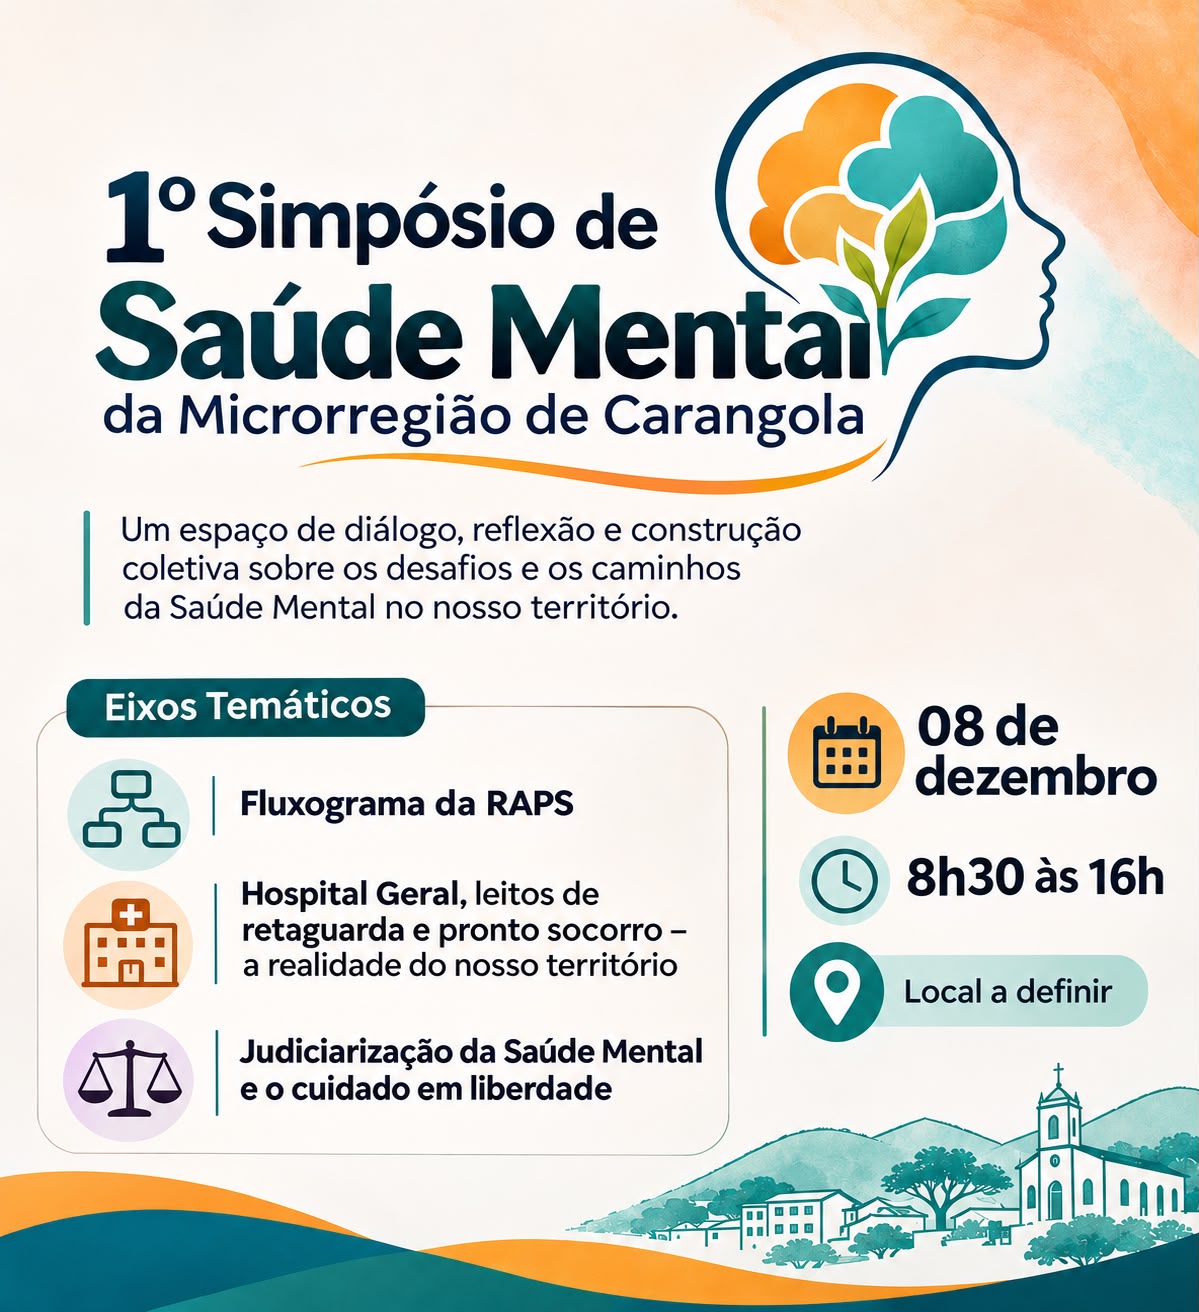 1º Simpósio de
Saúde Mental
da Microrregião de Carangola
Um espaço de diálogo, reflexão e construção
coletiva sobre os desafios e os caminhos
da Saúde Mental no nosso território.
Eixos Temáticos
Fluxograma da RAPS
Hospital Geral, leitos de
retaguarda e pronto socorro –
a realidade do nosso território
Judiciarização da Saúde Mental
e o cuidado em liberdade
08 de
dezembro
8h30 às 16h
Local a definir